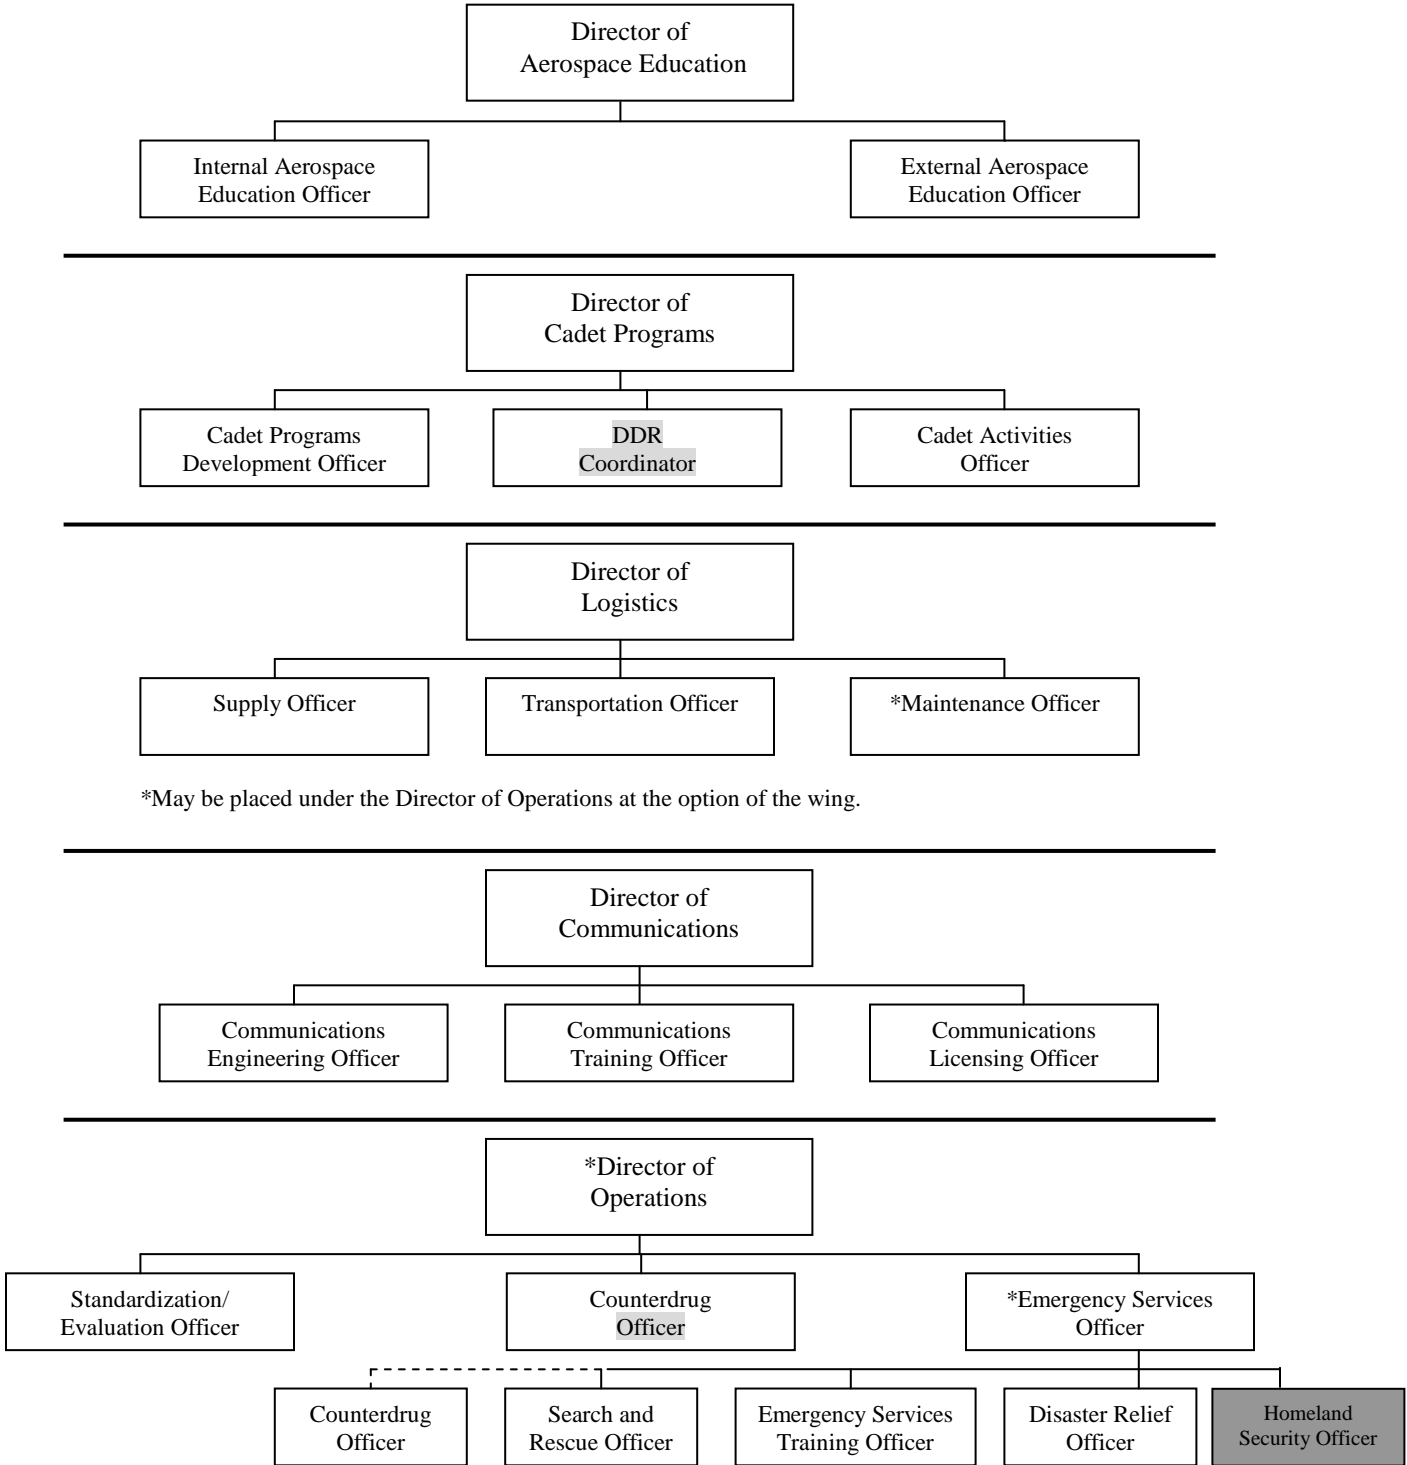 Director of
Aerospace Education
Internal Aerospace
Education Officer
External Aerospace
Education Officer
Director of
Cadet Programs
Cadet Programs
Development Officer
DDR
Coordinator
Cadet Activities
Officer
Director of
Logistics
Supply Officer
Transportation Officer
*Maintenance Officer
*May be placed under the Director of Operations at the option of the wing.
Director of
Communications
Communications
Engineering Officer
Communications
Training Officer
Communications
Licensing Officer
*Director of
Operations
Standardization/
Evaluation Officer
Counterdrug
Officer
*Emergency Services
Officer
Counterdrug
Officer
Search and
Rescue Officer
Emergency Services
Training Officer
Disaster Relief
Officer
Homeland
Security Officer